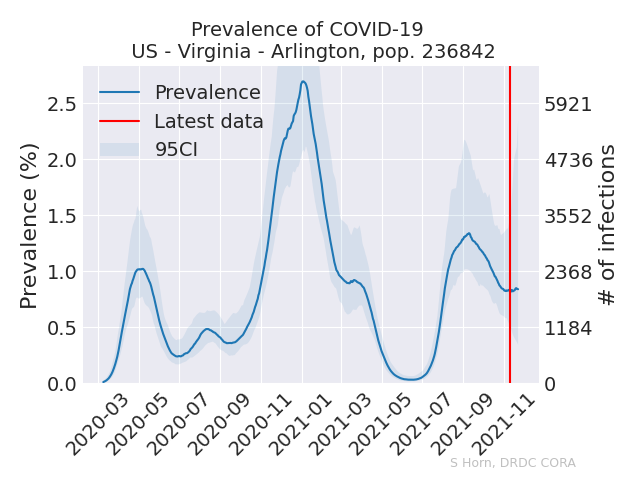 Prevalence of COVID-19
US - Virginia - Arlington, pop. 236842
Prevalence
Latest data
95CI
Prevalence (%)
2.5
2.0
1.5
1.0
0.5
0.0
5921
4736
3552
2368
1184
0
# of infections
2020-03
2020-05
2020-07
2020-09
2020-11
2021-01
2021-03
2021-05
2021-07
2021-09
2021-11
S Horn, DRDC CORA